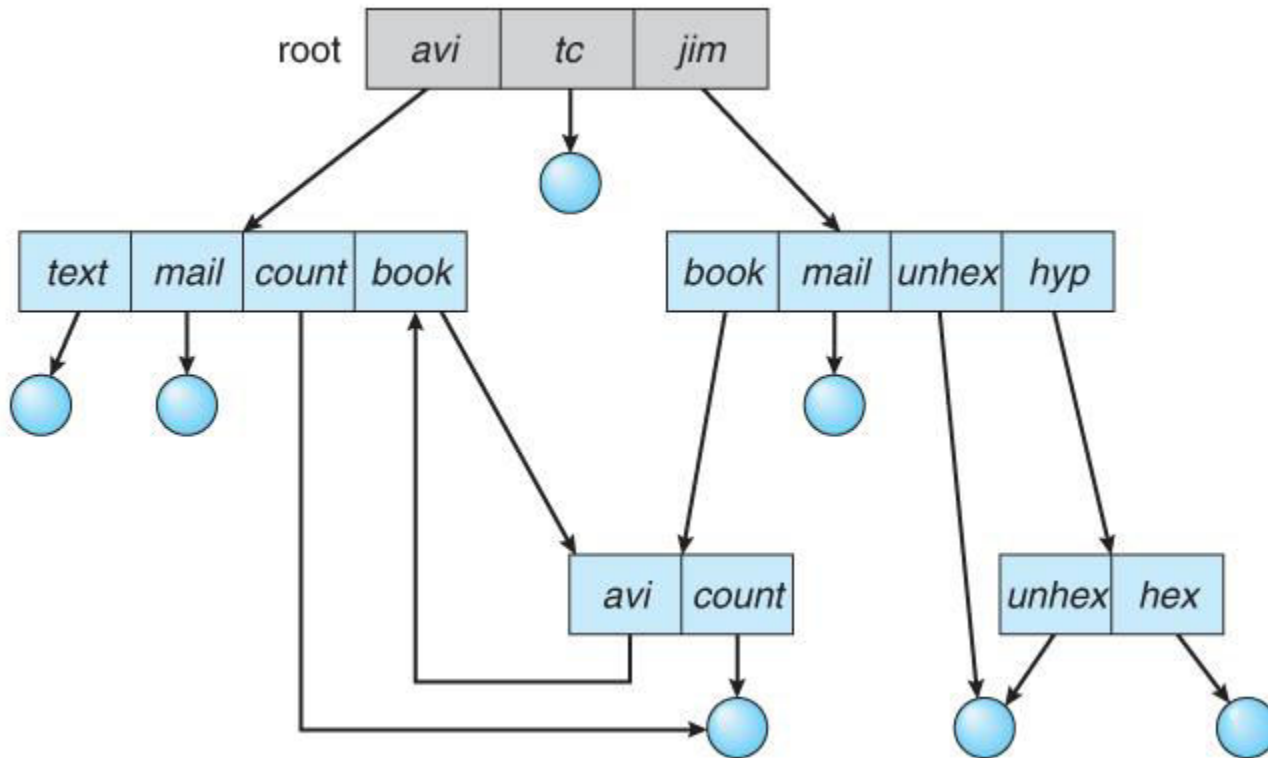 root avi tc jim
text mail count book
book mail unhex hyp
avi count
unhex hex